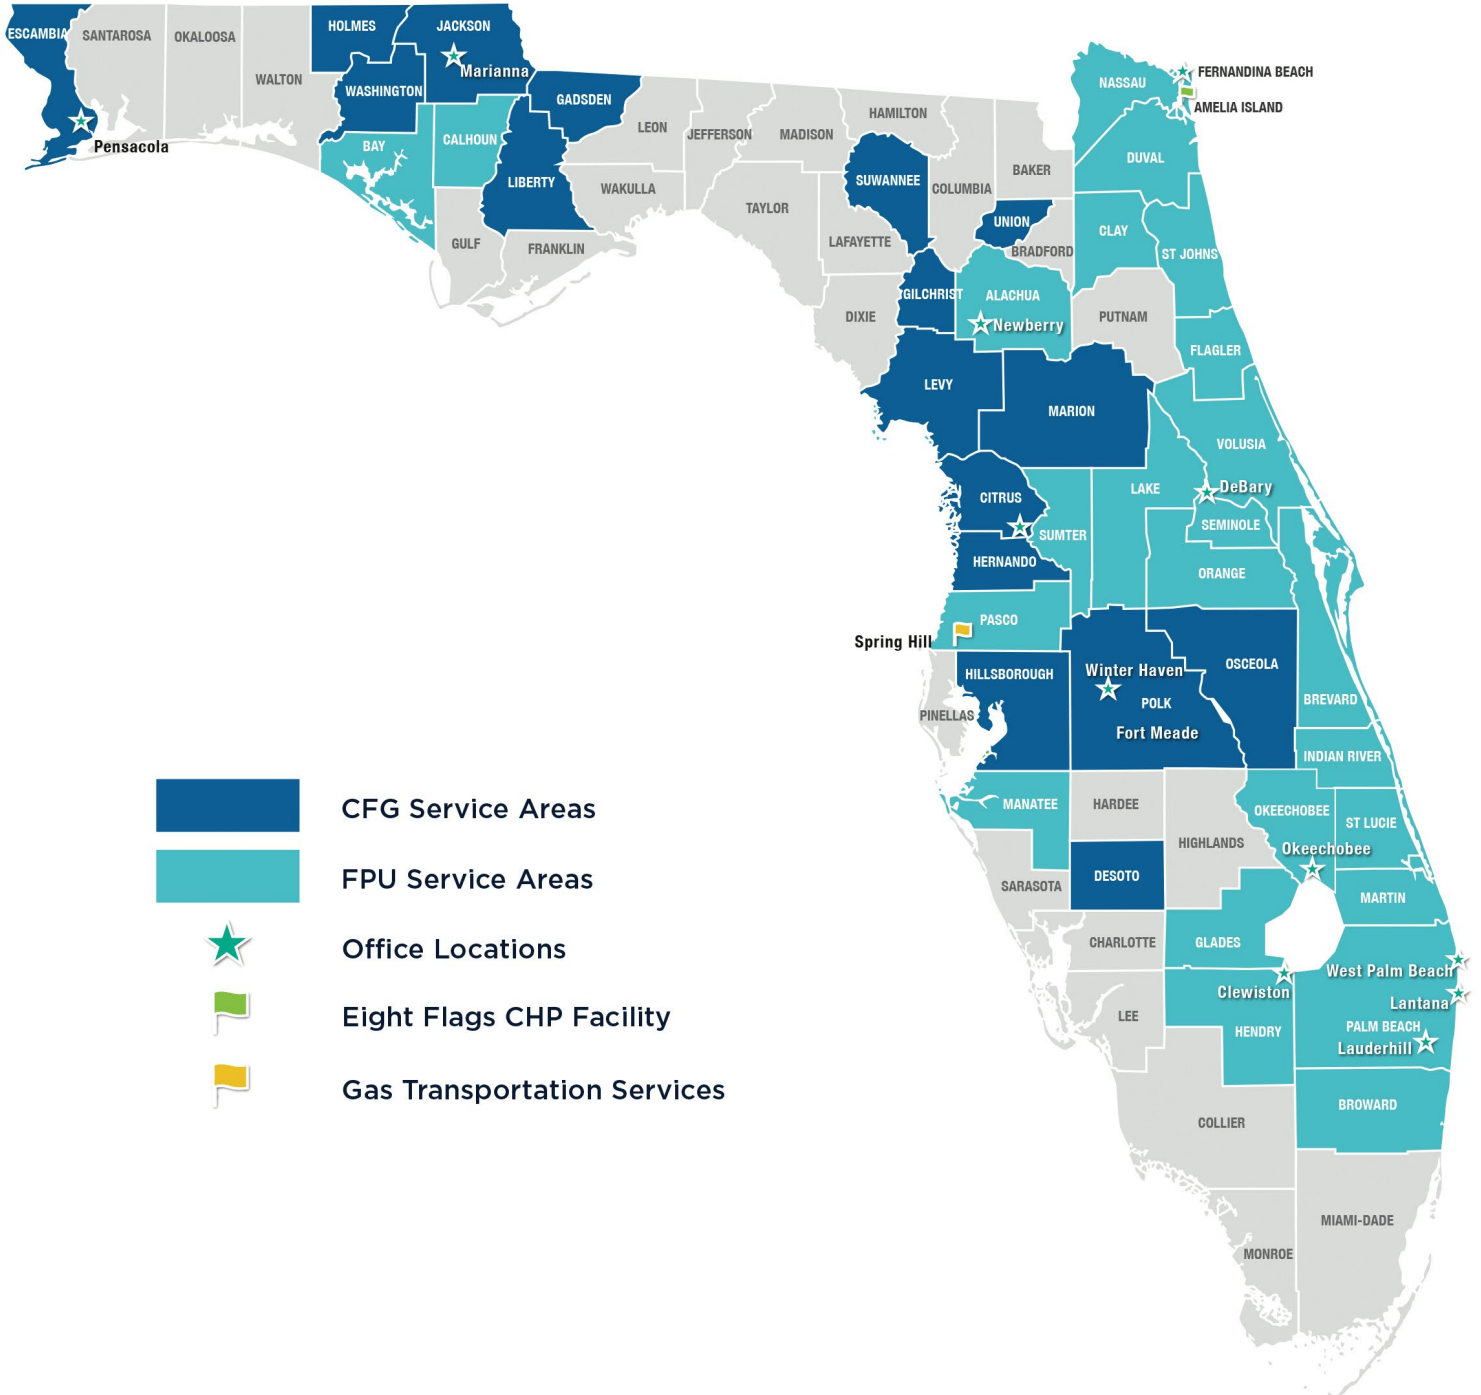 ESCAMBIA
SANTAROSA
OKALOOSA
WALTON
HOLMES
JACKSON
Marianna
WASHINGTON
Pensacola
BAY
CALHOUN
GADSDEN
LIBERTY
GULF
FRANKLIN
LEON
WAKULLA
JEFFERSON
MADISON
TAYLOR
HAMILTON
SUWANNEE
LAFAYETTE
COLUMBIA
BAKER
UNION
BRADFORD
NASSAU
FERNANDINA BEACH
AMELIA ISLAND
DUVAL
CLAY
ST JOHNS
DIXIE
GILCHRIST
ALACHUA
Newberry
PUTNAM
FLAGLER
LEVY
MARION
VOLUSIA
CITRUS
LAKE
DeBary
SUMTER
SEMINOLE
HERNANDO
ORANGE
PASCO
Spring Hill
HILLSBOROUGH
Winter Haven
OSCEOLA
PINELLAS
POLK
BREVARD
Fort Meade
INDIAN RIVER
MANATEE
HARDEE
OKEECHOBEE
ST LUCIE
HIGHLANDS
Okeechobee
SARASOTA
DESOTO
MARTIN
CHARLOTTE
GLADES
West Palm Beach
Clewiston
Lantana
LEE
HENDRY
PALM BEACH
Lauderhill
BROWARD
COLLIER
MIAMI-DADE
MONROE
CFG Service Areas
FPU Service Areas
Office Locations
Eight Flags CHP Facility
Gas Transportation Services